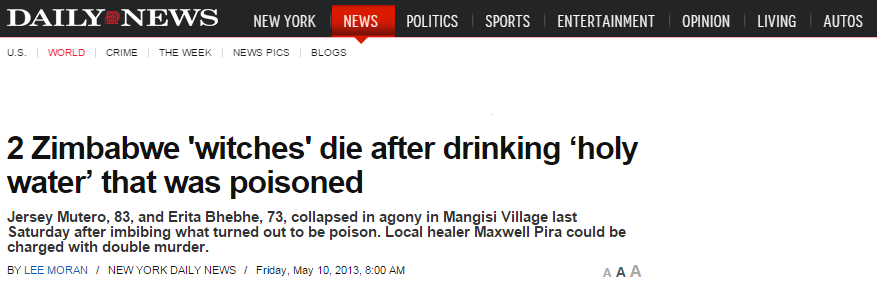 DAILY NEWS NEW YORK NEWS POLITICS SPORTS ENTERTAINMENT OPINION LIVING AUTOS
U.S. WORLD CRIME THE WEEK NEWS PICS BLOGS
2 Zimbabwe 'witches' die after drinking ‘holy
water’ that was poisoned
Jersey Mutero, 83, and Erita Bhebhe, 73, collapsed in agony in Mangisi Village last
Saturday after imbibing what turned out to be poison. Local healer Maxwell Pira could be
charged with double murder.
BY LEE MORAN / NEW YORK DAILY NEWS / Friday, May 10, 2013, 8:00 AM A A A